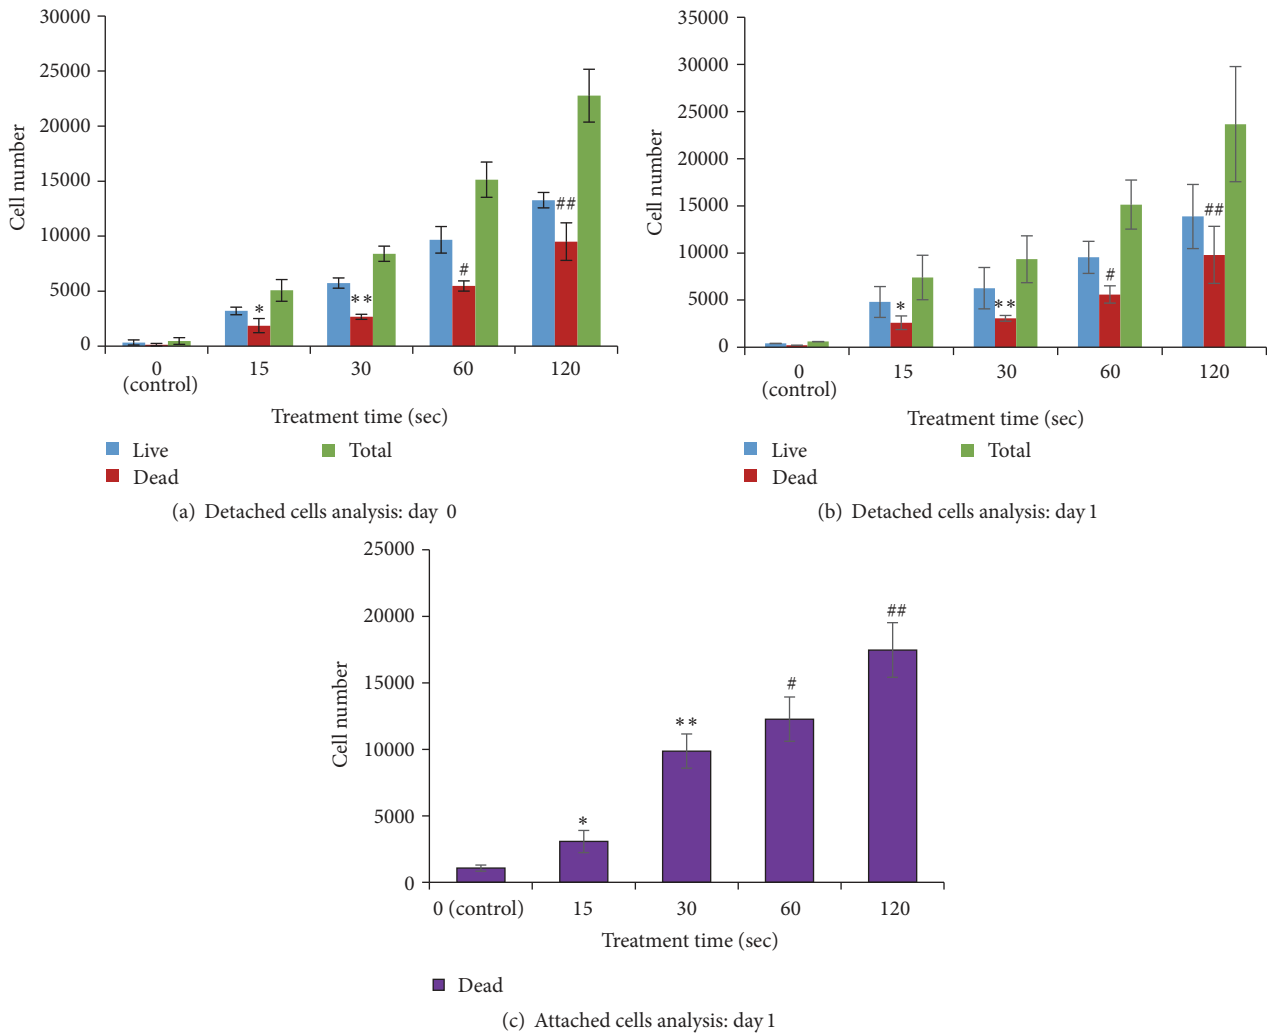 30000
25000
20000
15000
10000
5000
0
Cell number
*
**
#
##
0
(control)
15
30
60
120
Treatment time (sec)
Live
Dead
Total
(a) Detached cells analysis: day 0
35000
30000
25000
20000
15000
10000
5000
0
Cell number
*
**
#
##
0
(control)
15
30
60
120
Treatment time (sec)
Live
Dead
Total
(b) Detached cells analysis: day 1
25000
20000
15000
10000
5000
0
Cell number
*
**
#
##
0 (control)
15
30
60
120
Treatment time (sec)
Dead
(c) Attached cells analysis: day 1